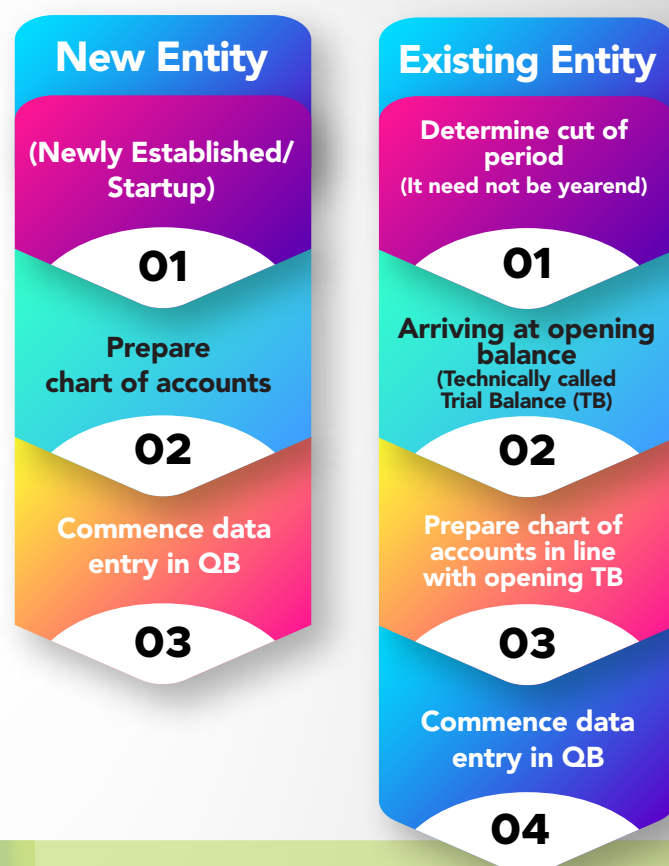 New Entity
(Newly Established/
Startup)
01
Prepare
chart of accounts
02
Commence data
entry in QB
03
Existing Entity
Determine cut of
period
(It need not be yearend)
01
Arriving at opening
balance
(Technically called
Trial Balance (TB)
02
Prepare chart of
accounts in line
with opening TB
03
Commence data
entry in QB
04